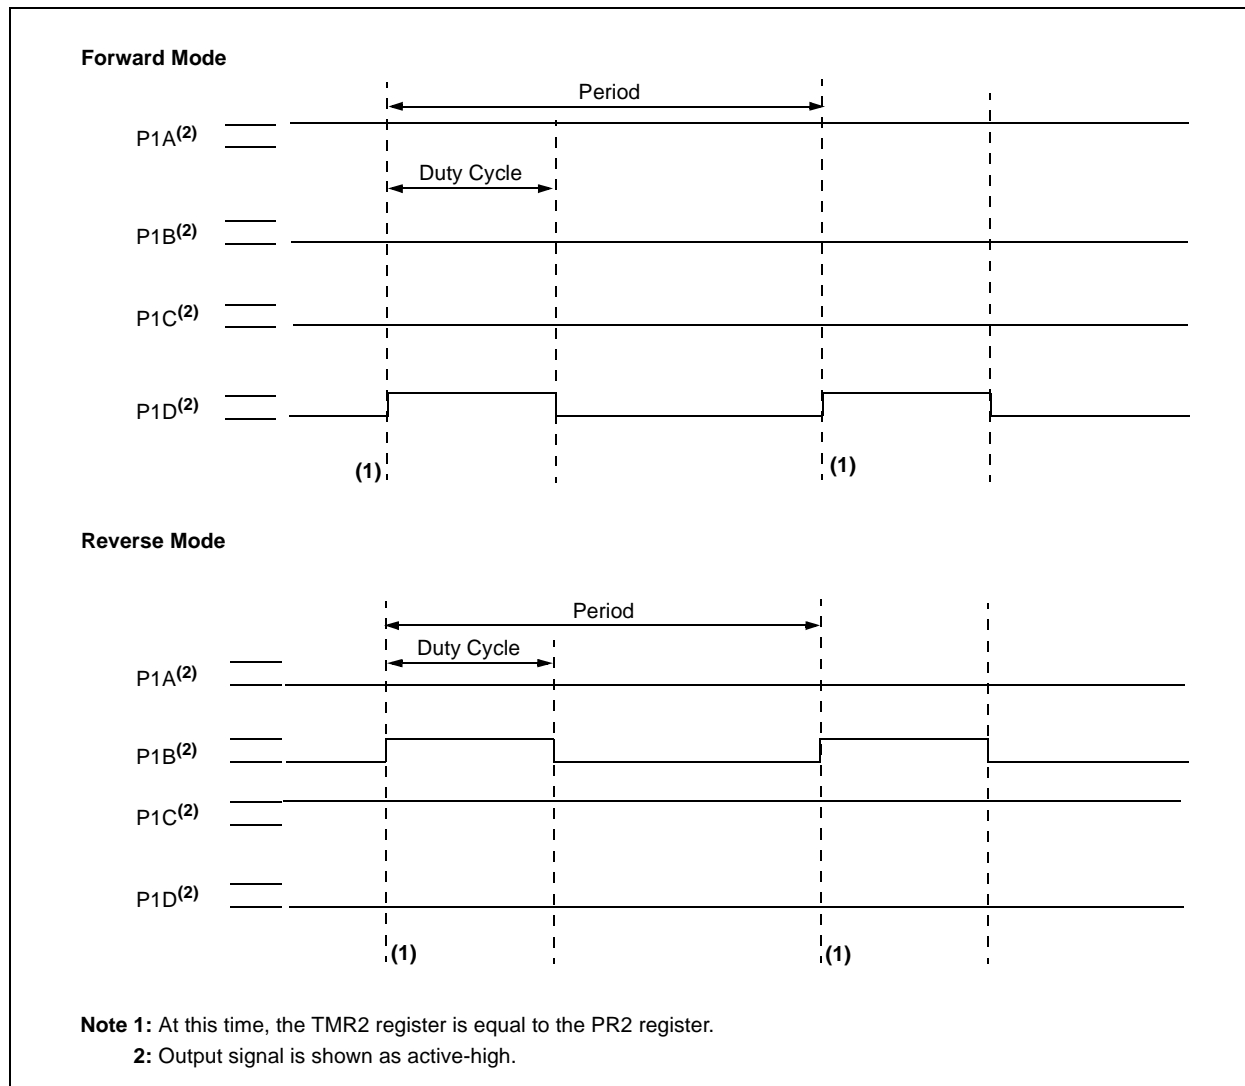 Forward Mode
Period
P1A(2)
Duty Cycle
P1B(2)
P1C(2)
P1D(2)
(1)
(1)
Reverse Mode
Period
Duty Cycle
P1A(2)
P1B(2)
P1C(2)
P1D(2)
(1)
(1)
Note 1: At this time, the TMR2 register is equal to the PR2 register.
2: Output signal is shown as active-high.